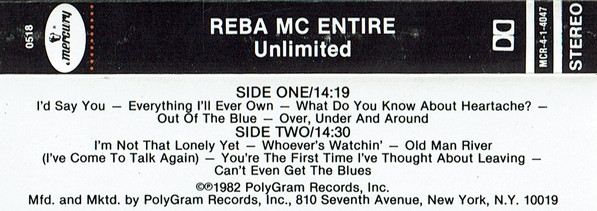 0518
mercury
REBA MC ENTIRE
Unlimited
MCR-4-1-4047
STEREO
SIDE ONE/14:19
I'd Say You — Everything I'll Ever Own — What Do You Know About Heartache? —
Out Of The Blue — Over, Under And Around
SIDE TWO/14:30
I'm Not That Lonely Yet — Whoever's Watchin' — Old Man River
(I've Come To Talk Again) — You're The First Time I've Thought About Leaving —
Can't Even Get The Blues
©℗1982 PolyGram Records, Inc.
Mfd. and Mktd. by PolyGram Records, Inc., 810 Seventh Avenue, New York, N.Y. 10019